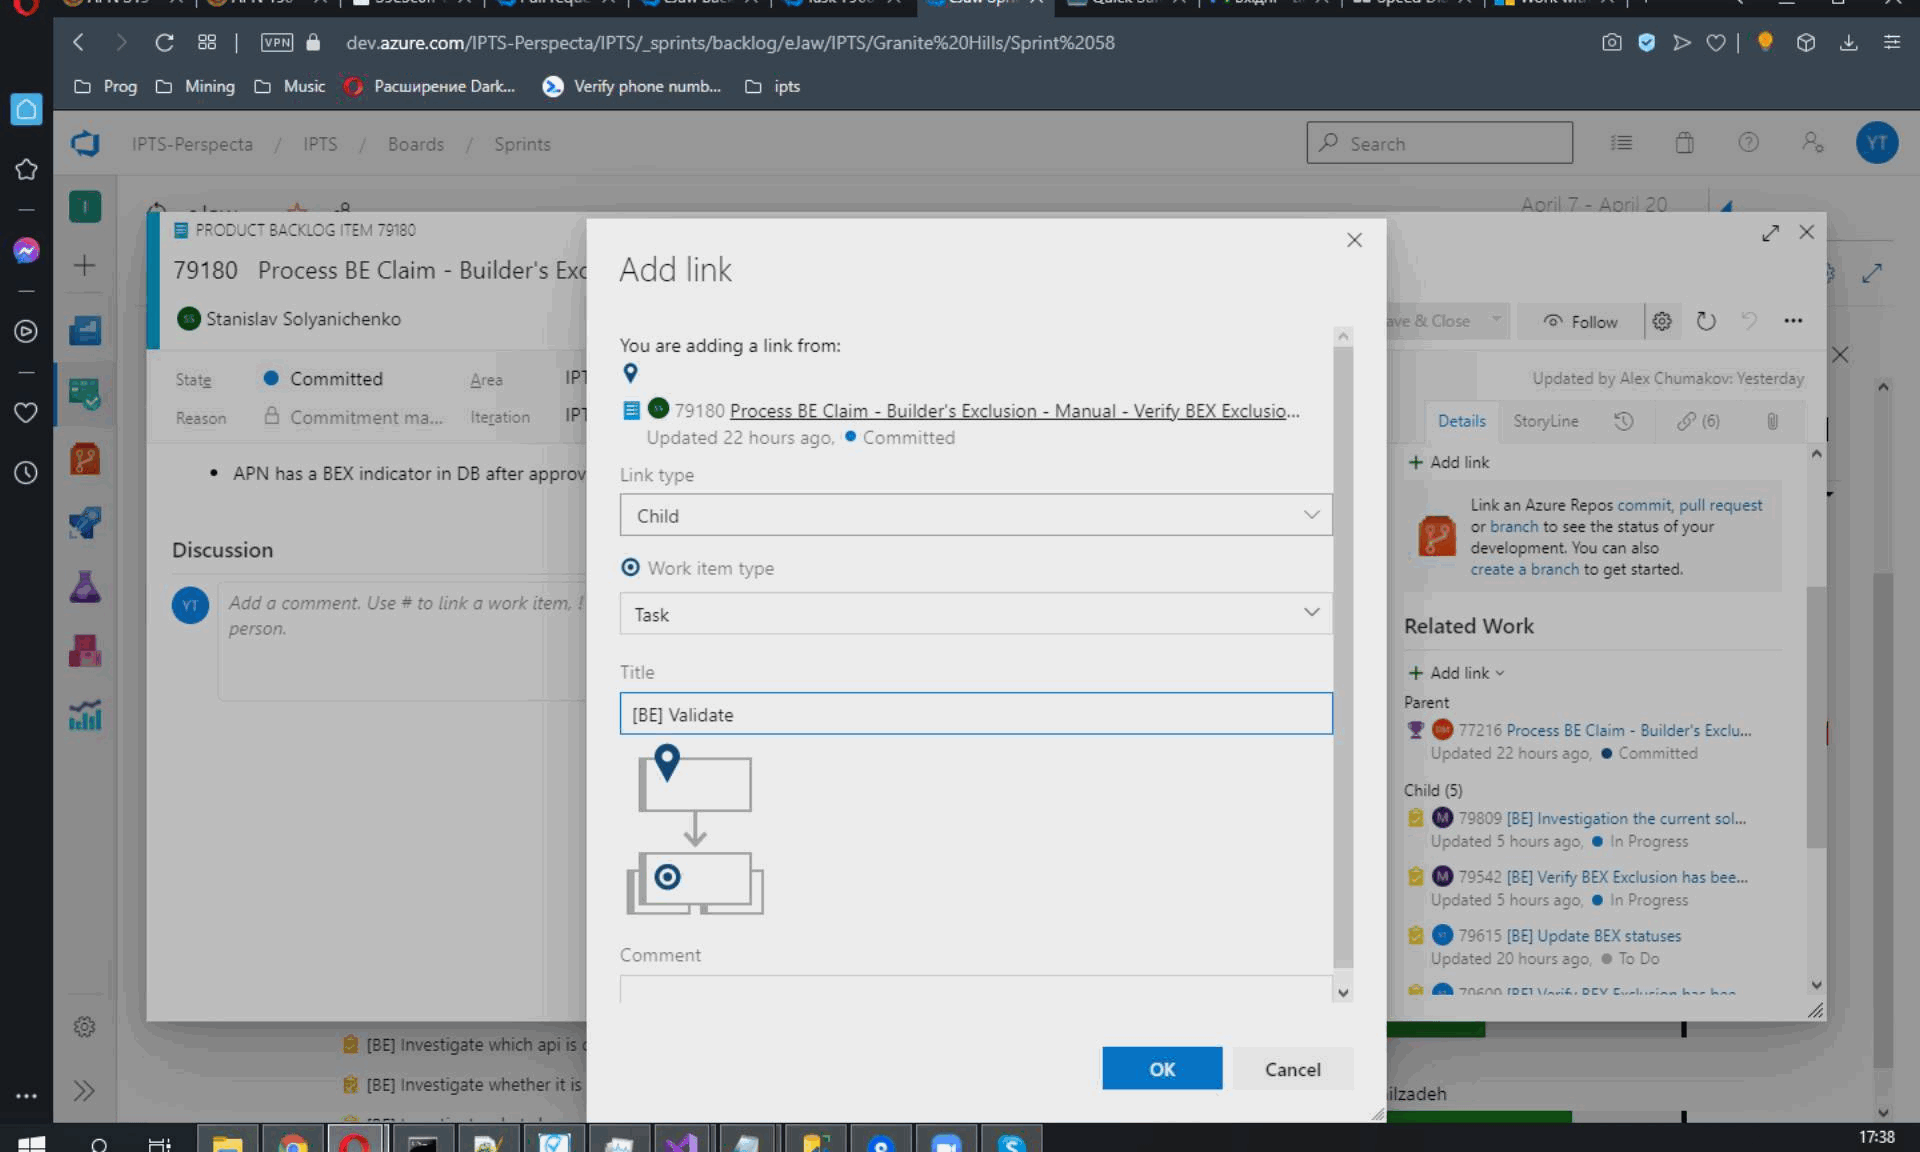 VPN
dev.azure.com/IPTS-Perspecta/IPTS/_sprints/backlog/eJaw/IPTS/Granite%20Hills/Sprint%2058
Prog
Mining
Music
Расширение Dark...
Verify phone numb...
ipts
IPTS-Perspecta / IPTS / Boards / Sprints
Search
YT
April 7 - April 20
PRODUCT BACKLOG ITEM 79180
79180 Process BE Claim - Builder's Exc
SS Stanislav Solyanichenko
State Committed
Area IPT
Reason Commitment ma...
Iteration IPT
APN has a BEX indicator in DB after approv
Discussion
YT
Add a comment. Use # to link a work item, !
person.
[BE] Investigate which api is
[BE] Investigate whether it is
Add link
You are adding a link from:
79180 Process BE Claim - Builder's Exclusion - Manual - Verify BEX Exclusio...
Updated 22 hours ago, Committed
Link type
Child
Work item type
Task
Title
[BE] Validate
Comment
OK
Cancel
ave & Close
Follow
Updated by Alex Chumakov: Yesterday
Details
StoryLine
(6)
+ Add link
Link an Azure Repos commit, pull request
or branch to see the status of your
development. You can also
create a branch to get started.
Related Work
+ Add link
Parent
77216 Process BE Claim - Builder's Exclu...
Updated 22 hours ago, Committed
Child (5)
M 79809 [BE] Investigation the current sol...
Updated 5 hours ago, In Progress
M 79542 [BE] Verify BEX Exclusion has bee...
Updated 5 hours ago, In Progress
YT 79615 [BE] Update BEX statuses
Updated 20 hours ago, To Do
79609 [BE] Verify BEX Exclusion has bee...
ilzadeh
17:38